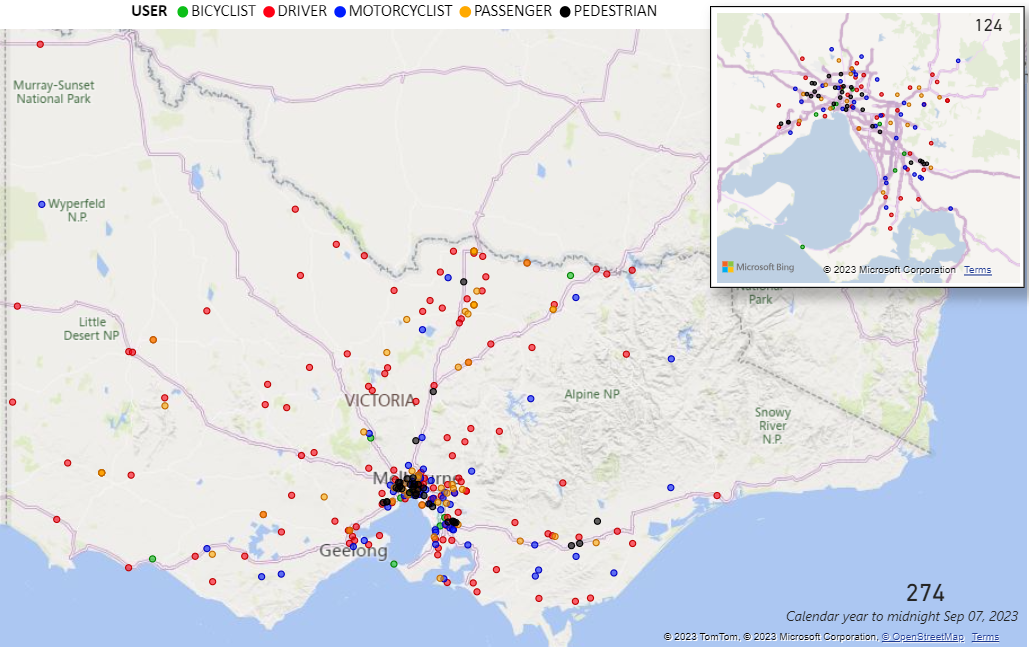 USER BICYCLIST DRIVER MOTORCYCLIST PASSENGER PEDESTRIAN
124
Murray-Sunset
National Park
Wyperfeld
N.P.
Microsoft Bing
© 2023 Microsoft Corporation Terms
National
Park
Little
Desert NP
VICTORIA
Alpine NP
Snowy
River
N.P.
Melbourne
Geelong
274
Calendar year to midnight Sep 07, 2023
© 2023 TomTom, © 2023 Microsoft Corporation, © OpenStreetMap Terms